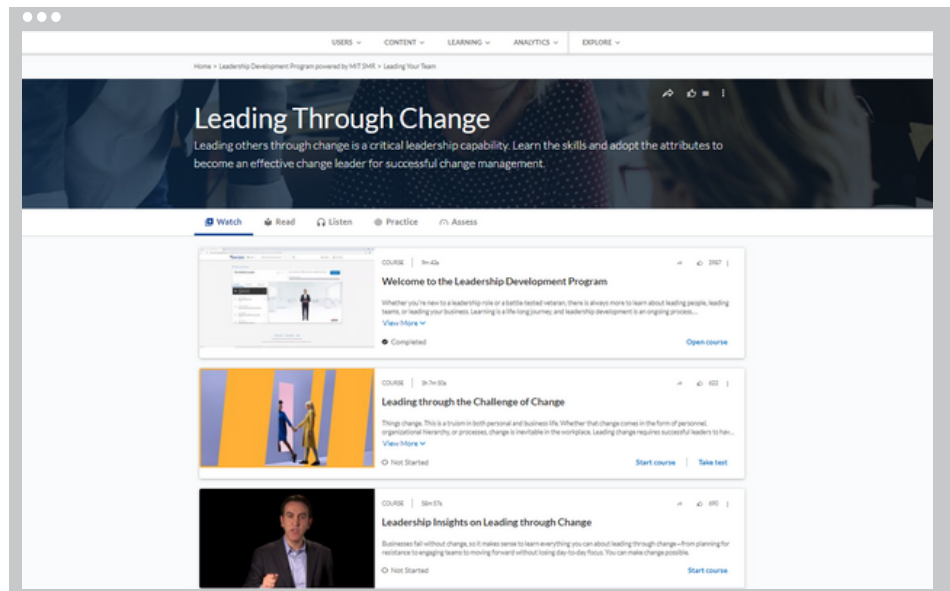 USERS CONTENT LEARNING ANALYTICS EXPLORE
Home > Leadership Development Program powered by MIT SMR > Leading Your Team
Leading Through Change
Leading others through change is a critical leadership capability. Learn the skills and adopt the attributes to
become an effective change leader for successful change management.
Watch Read Listen Practice Assess
COURSE | 9m 42s
Welcome to the Leadership Development Program
Whether you're new to a leadership role or a battle tested veteran, there is always more to learn about leading people, leading
teams, or leading your business. Learning is a life-long journey, and leadership development is an ongoing process....
View More
Completed Open course
COURSE | 1h 7m 50s 622
Leading through the Challenge of Change
Things change. This is a truism in both personal and business life. Whether that change comes in the form of personnel,
organizational hierarchy, or processes, change is inevitable in the workplace. Leading change requires successful leaders to hav...
View More
Not Started Start course | Take test
COURSE | 58m 57s 690
Leadership Insights on Leading through Change
Businesses fail without change, so it makes sense to learn everything you can about leading through change—from planning for
resistance to engaging teams to moving forward without losing day-to-day focus. You can make change possible.
Not Started Start course